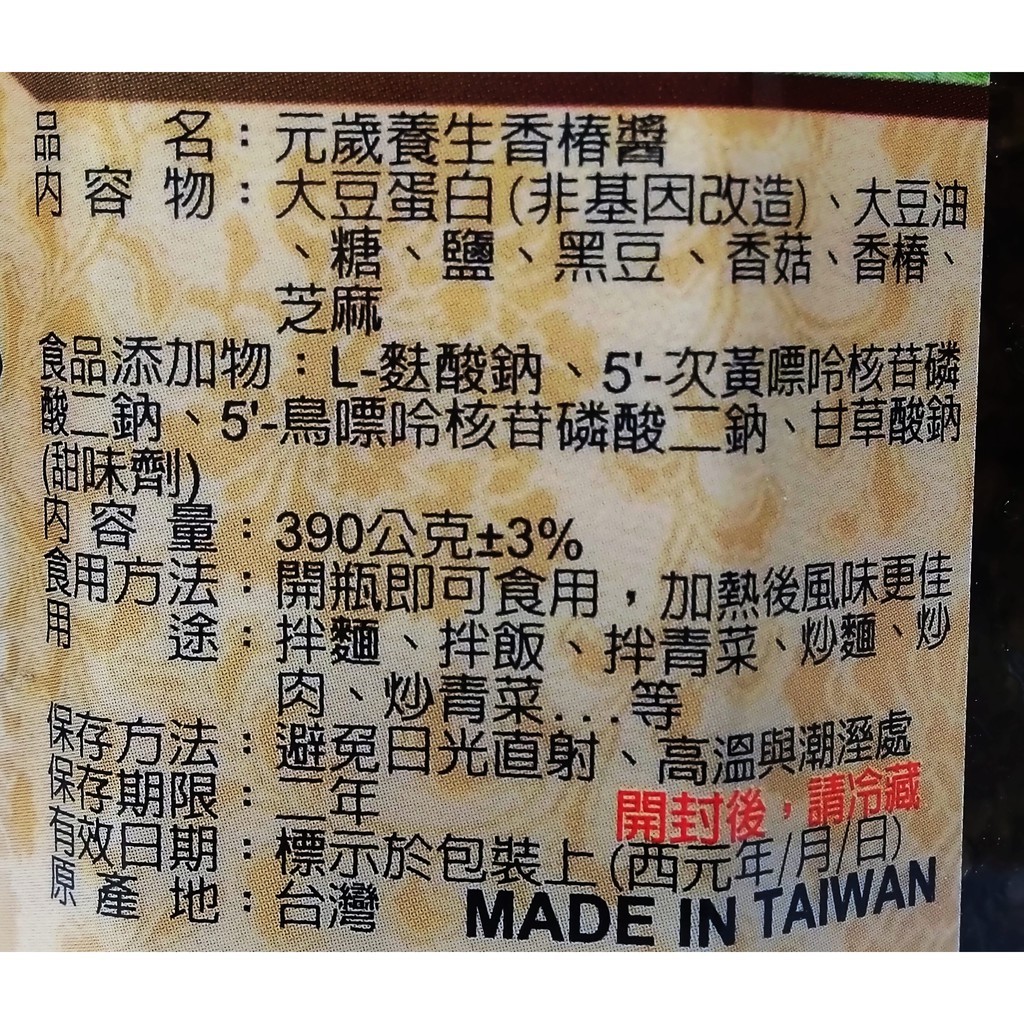 品名：元歲養生香椿醬
內容物：大豆蛋白(非基因改造)、大豆油
、糖、鹽、黑豆、香菇、香椿、
芝麻
食品添加物：L-麩酸鈉、5'-次黃嘌呤核苷磷
酸二鈉、5'-鳥嘌呤核苷磷酸二鈉、甘草酸鈉
(甜味劑)
內容量：390公克±3%
食用方法：開瓶即可食用，加熱後風味更佳
用途：拌麵、拌飯、拌青菜、炒麵、炒
肉、炒青菜...等
保存方法：避免日光直射、高溫與潮溼處
保存期限：二年
開封後，請冷藏
有效日期：標示於包裝上(西元年/月/日)
原產地：台灣
MADE IN TAIWAN